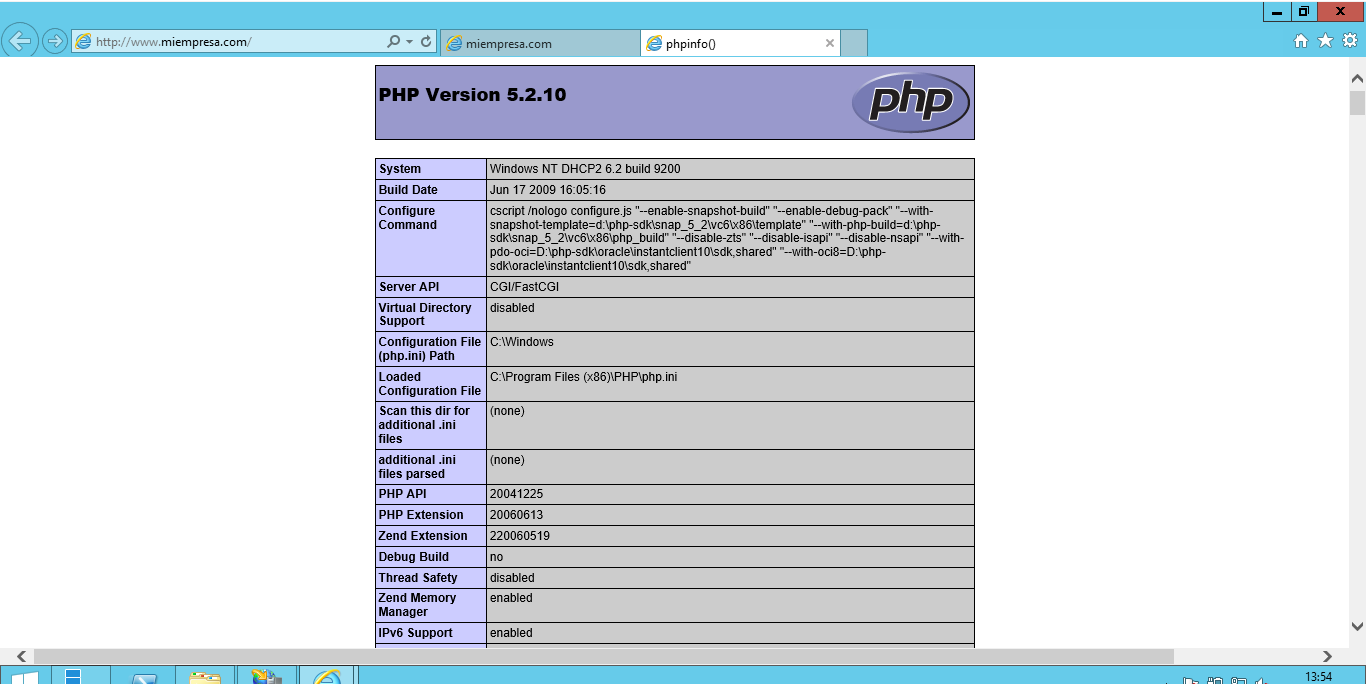 http://www.miempresa.com/
miempresa.com
phpinfo()
PHP Version 5.2.10
php
System
Windows NT DHCP2 6.2 build 9200
Build Date
Jun 17 2009 16:05:16
Configure
Command
cscript /nologo configure.js "--enable-snapshot-build" "--enable-debug-pack" "--with-
snapshot-template=d:\php-sdk\snap_5_2\vc6\x86\template" "--with-php-build=d:\php-
sdk\snap_5_2\vc6\x86\php_build" "--disable-zts" "--disable-isapi" "--disable-nsapi" "--with-
pdo-oci=D:\php-sdk\oracle\instantclient10\sdk,shared" "--with-oci8=D:\php-
sdk\oracle\instantclient10\sdk,shared"
Server API
CGI/FastCGI
Virtual Directory
Support
disabled
Configuration File
(php.ini) Path
C:\Windows
Loaded
Configuration File
C:\Program Files (x86)\PHP\php.ini
Scan this dir for
additional .ini
files
(none)
additional .ini
files parsed
(none)
PHP API
20041225
PHP Extension
20060613
Zend Extension
220060519
Debug Build
no
Thread Safety
disabled
Zend Memory
Manager
enabled
IPv6 Support
enabled
13:54